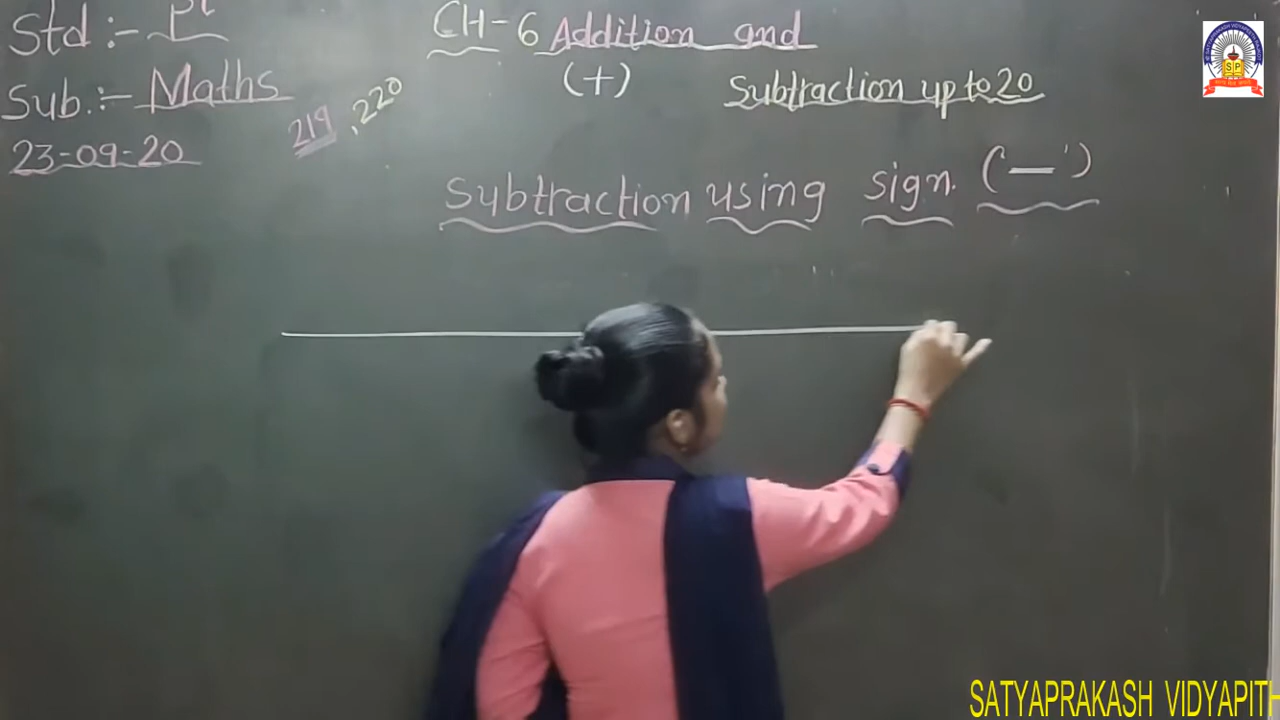 Std :-
CH-6 Addition and
(+)
Subtraction up to 20
Sub. :- Maths
219, 220
23-09-20
Subtraction using sign. ('—')
SP
SATYAPRAKASH VIDYAPITH